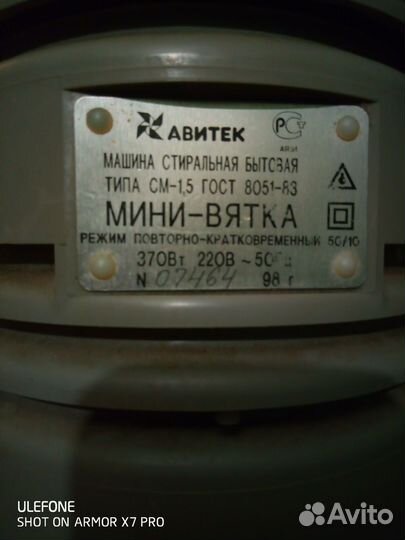 АВИТЕК
МАШИНА СТИРАЛЬНАЯ БЫТОВАЯ
ТИПА СМ-1,5 ГОСТ 8051-83
МИНИ-ВЯТКА
РЕЖИМ ПОВТОРНО-КРАТКОВРЕМЕННЫЙ 50/10
370Вт 220В ~ 50Гц
N 07464 98 г
ULEFONE
SHOT ON ARMOR X7 PRO
Avito